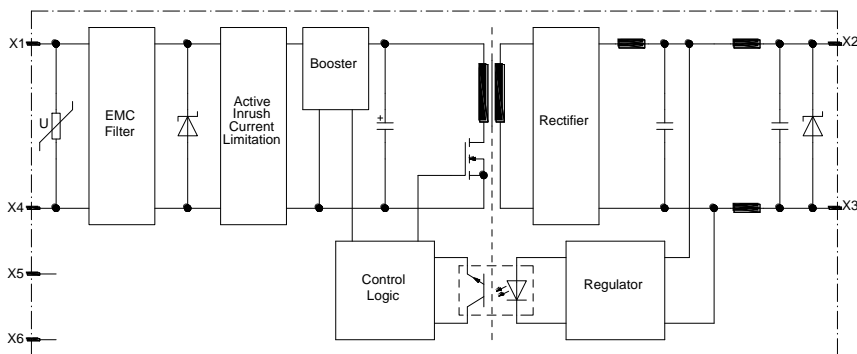 X1
X2
U
EMC
Filter
Active
Inrush
Current
Limitation
Booster
+
Rectifier
X4
X3
X5
Control
Logic
Regulator
X6